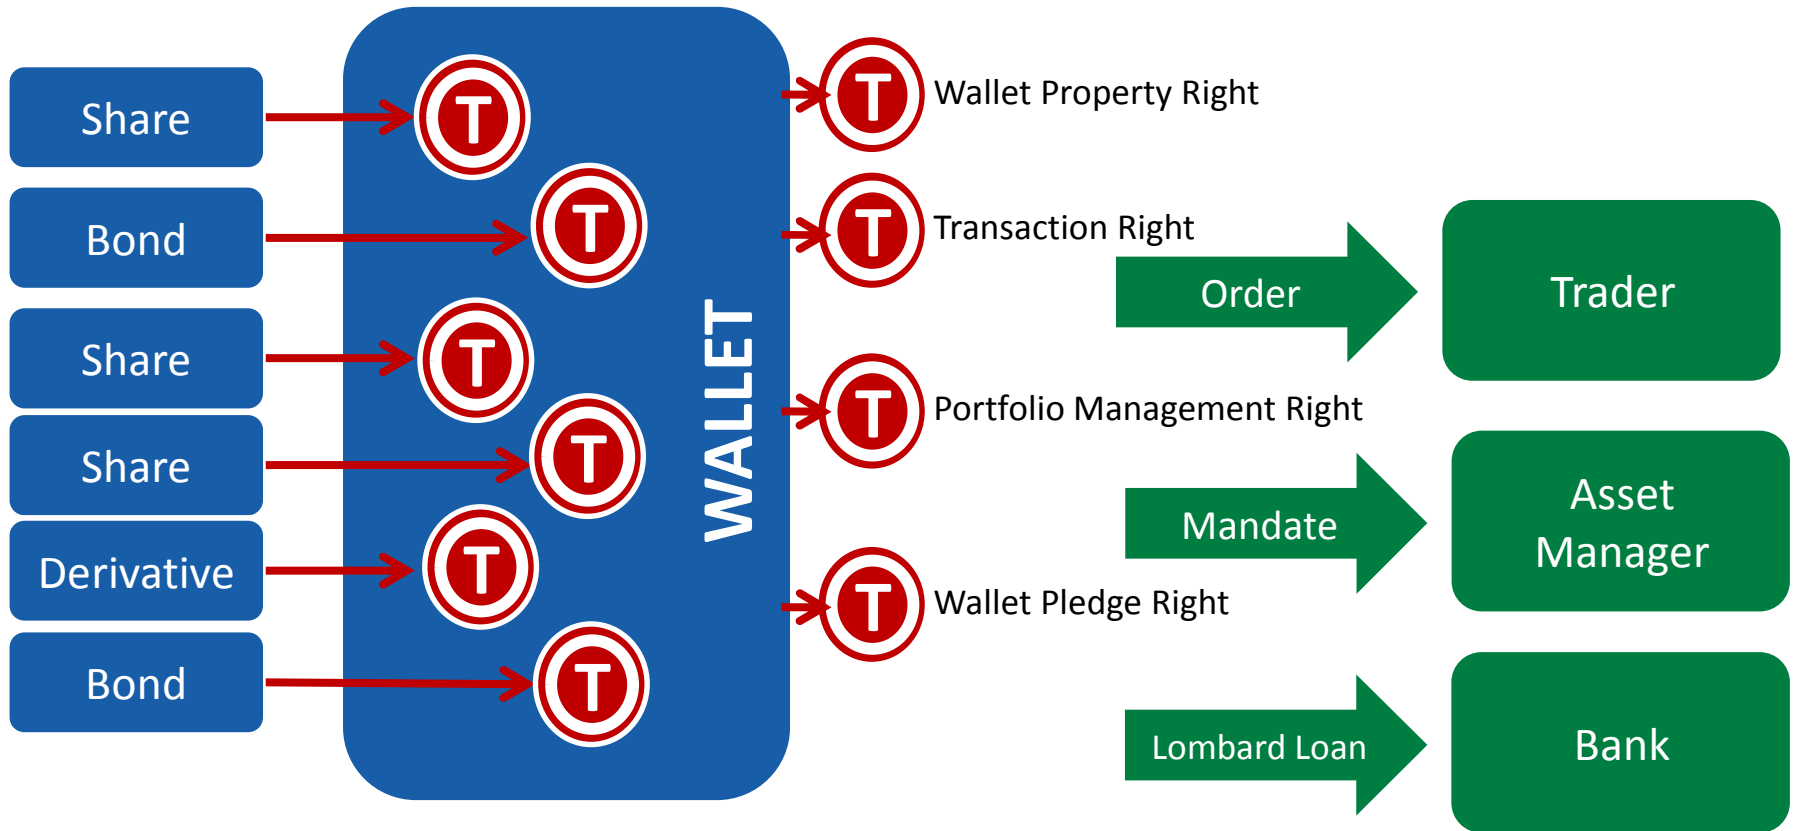 Share
Bond
Share
Share
Derivative
Bond
T
T
T
T
T
T
WALLET
T
Wallet Property Right
T
Transaction Right
T
Portfolio Management Right
T
Wallet Pledge Right
Order
Trader
Mandate
Asset
Manager
Lombard Loan
Bank